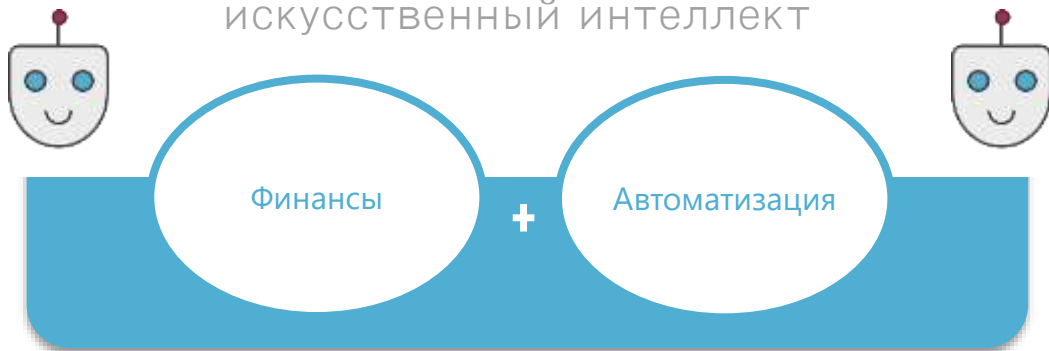 искусственный интеллект
Финансы
+
Автоматизация